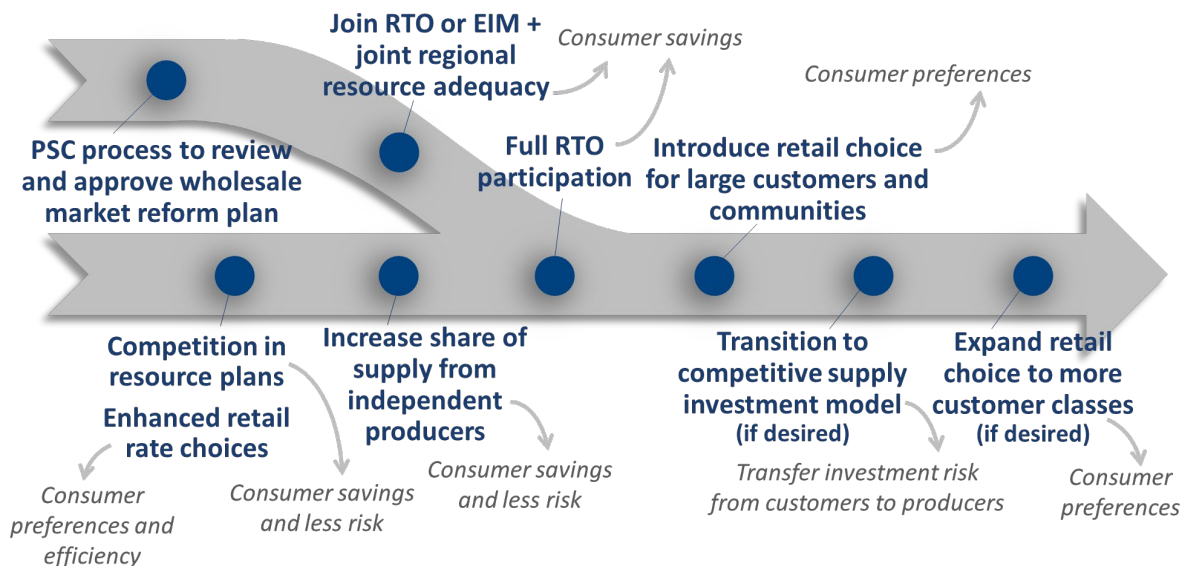 Join RTO or EIM +
joint regional
resource adequacy
Consumer savings
Consumer preferences
PSC process to review
and approve wholesale
market reform plan
Full RTO
participation
Introduce retail choice
for large customers and
communities
Competition in
resource plans
Enhanced retail
rate choices
Increase share of
supply from
independent
producers
Transition to
competitive supply
investment model
(if desired)
Expand retail
choice to more
customer classes
(if desired)
Consumer
preferences and
efficiency
Consumer savings
and less risk
Consumer savings
and less risk
Transfer investment risk
from customers to producers
Consumer
preferences